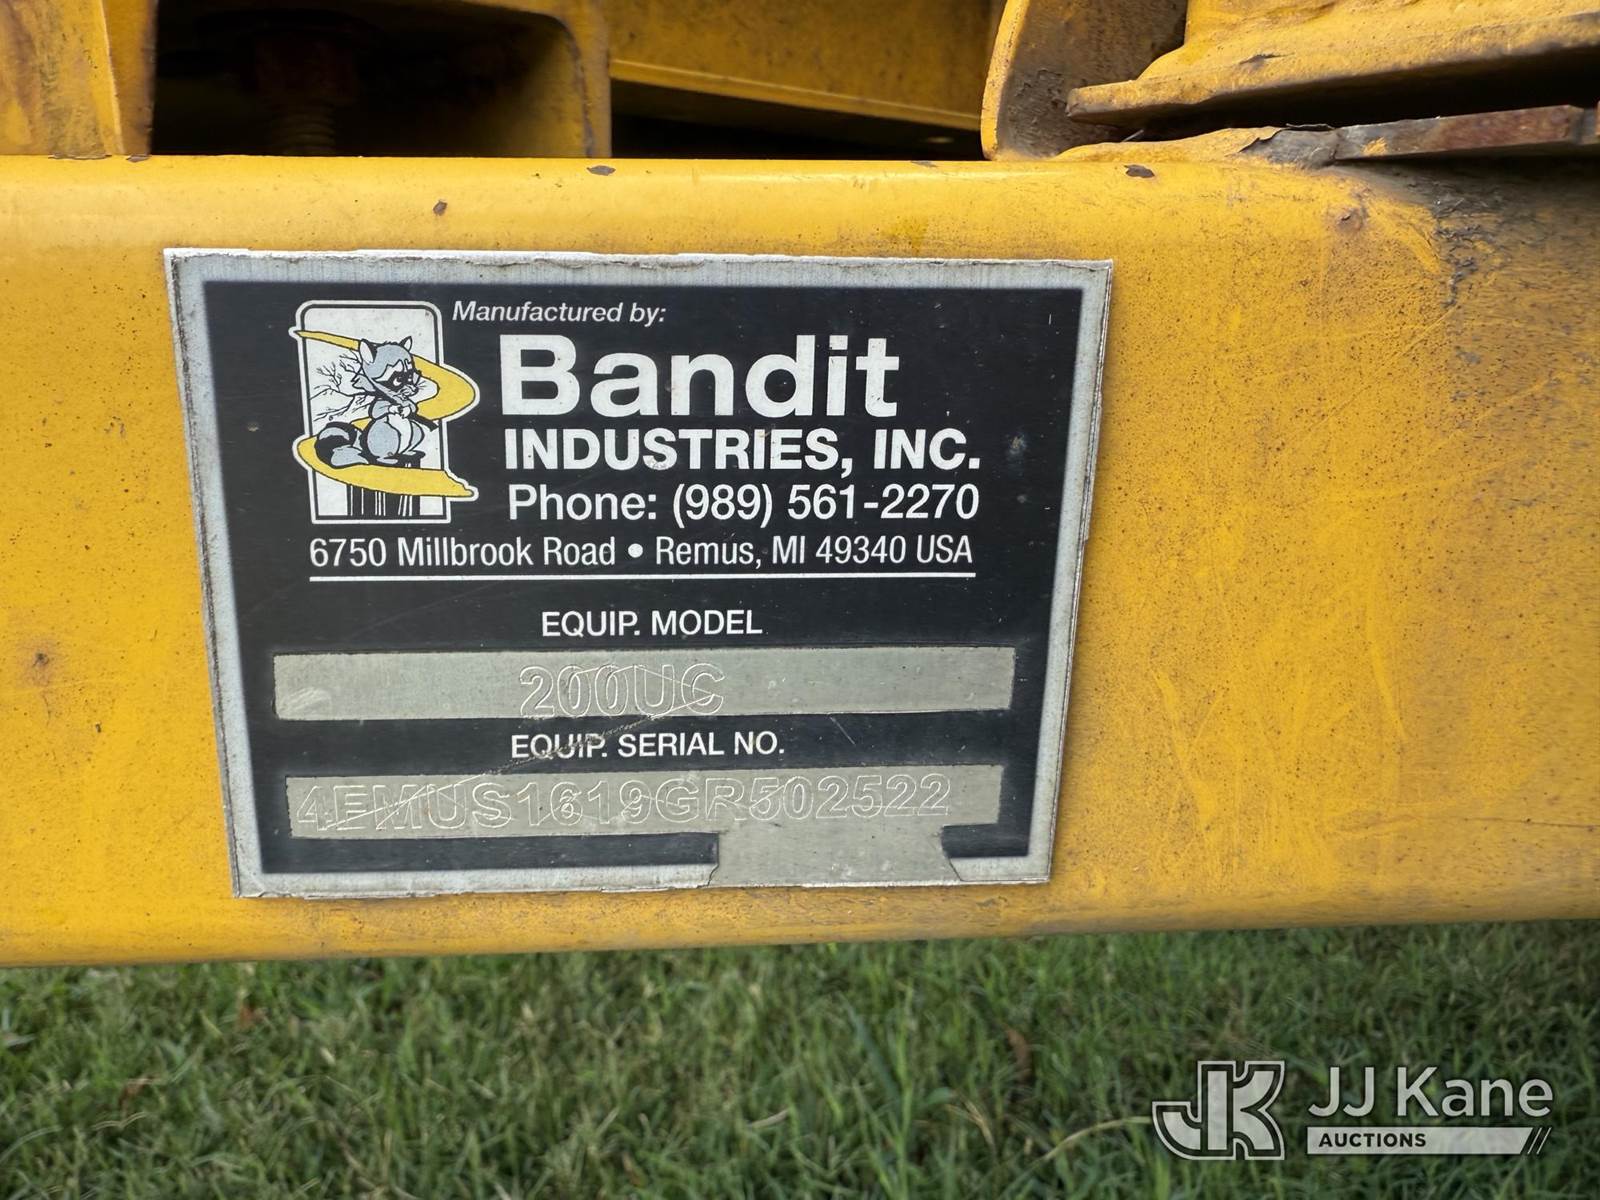 Manufactured by:
Bandit
INDUSTRIES, INC.
Phone: (989) 561-2270
6750 Millbrook Road • Remus, MI 49340 USA
EQUIP. MODEL
200UC
EQUIP. SERIAL NO.
4EMUS1619GR502522
JK JJ Kane
AUCTIONS